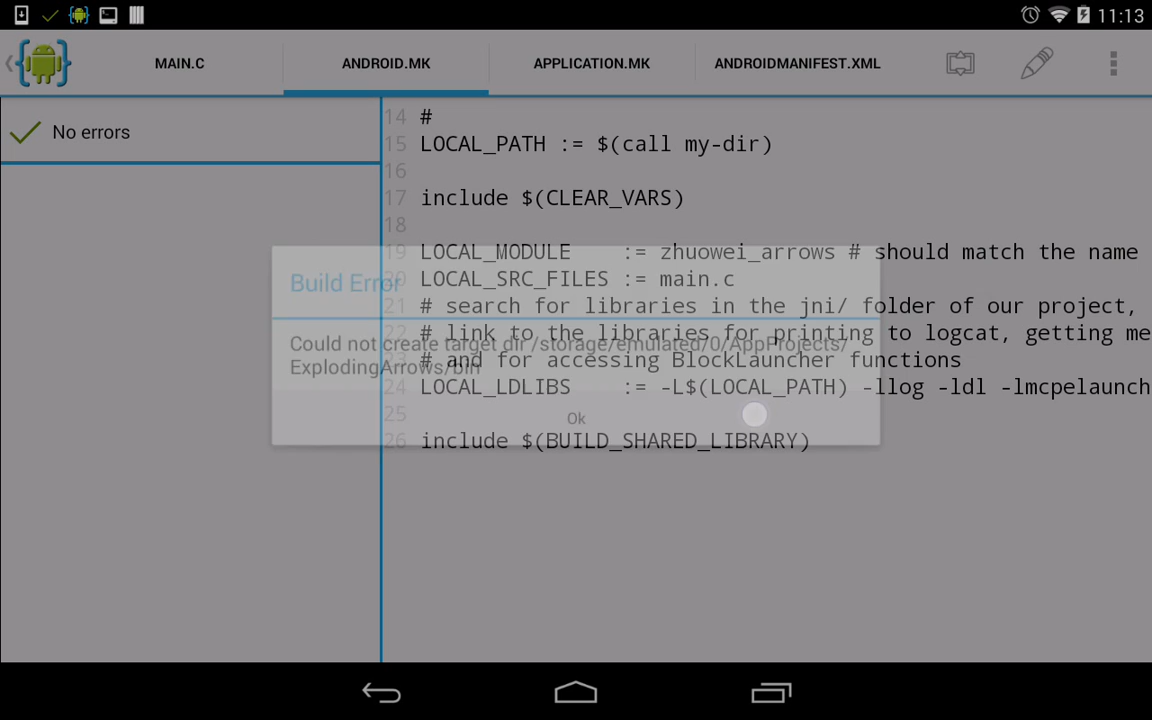 11:13
MAIN.C
ANDROID.MK
APPLICATION.MK
ANDROIDMANIFEST.XML
No errors
14 #
15 LOCAL_PATH := $(call my-dir)
16
17 include $(CLEAR_VARS)
18
19 LOCAL_MODULE    := zhuowei_arrows # should match the name
20 LOCAL_SRC_FILES := main.c
21 # search for libraries in the jni/ folder of our project,
22 # link to the libraries for printing to logcat, getting me
23 # and for accessing BlockLauncher functions
24 LOCAL_LDLIBS    := -L$(LOCAL_PATH) -llog -ldl -lmcpelaunch
25
26 include $(BUILD_SHARED_LIBRARY)
Build Error
Could not create target dir /storage/emulated/0/AppProjects/
ExplodingArrows/bin
Ok